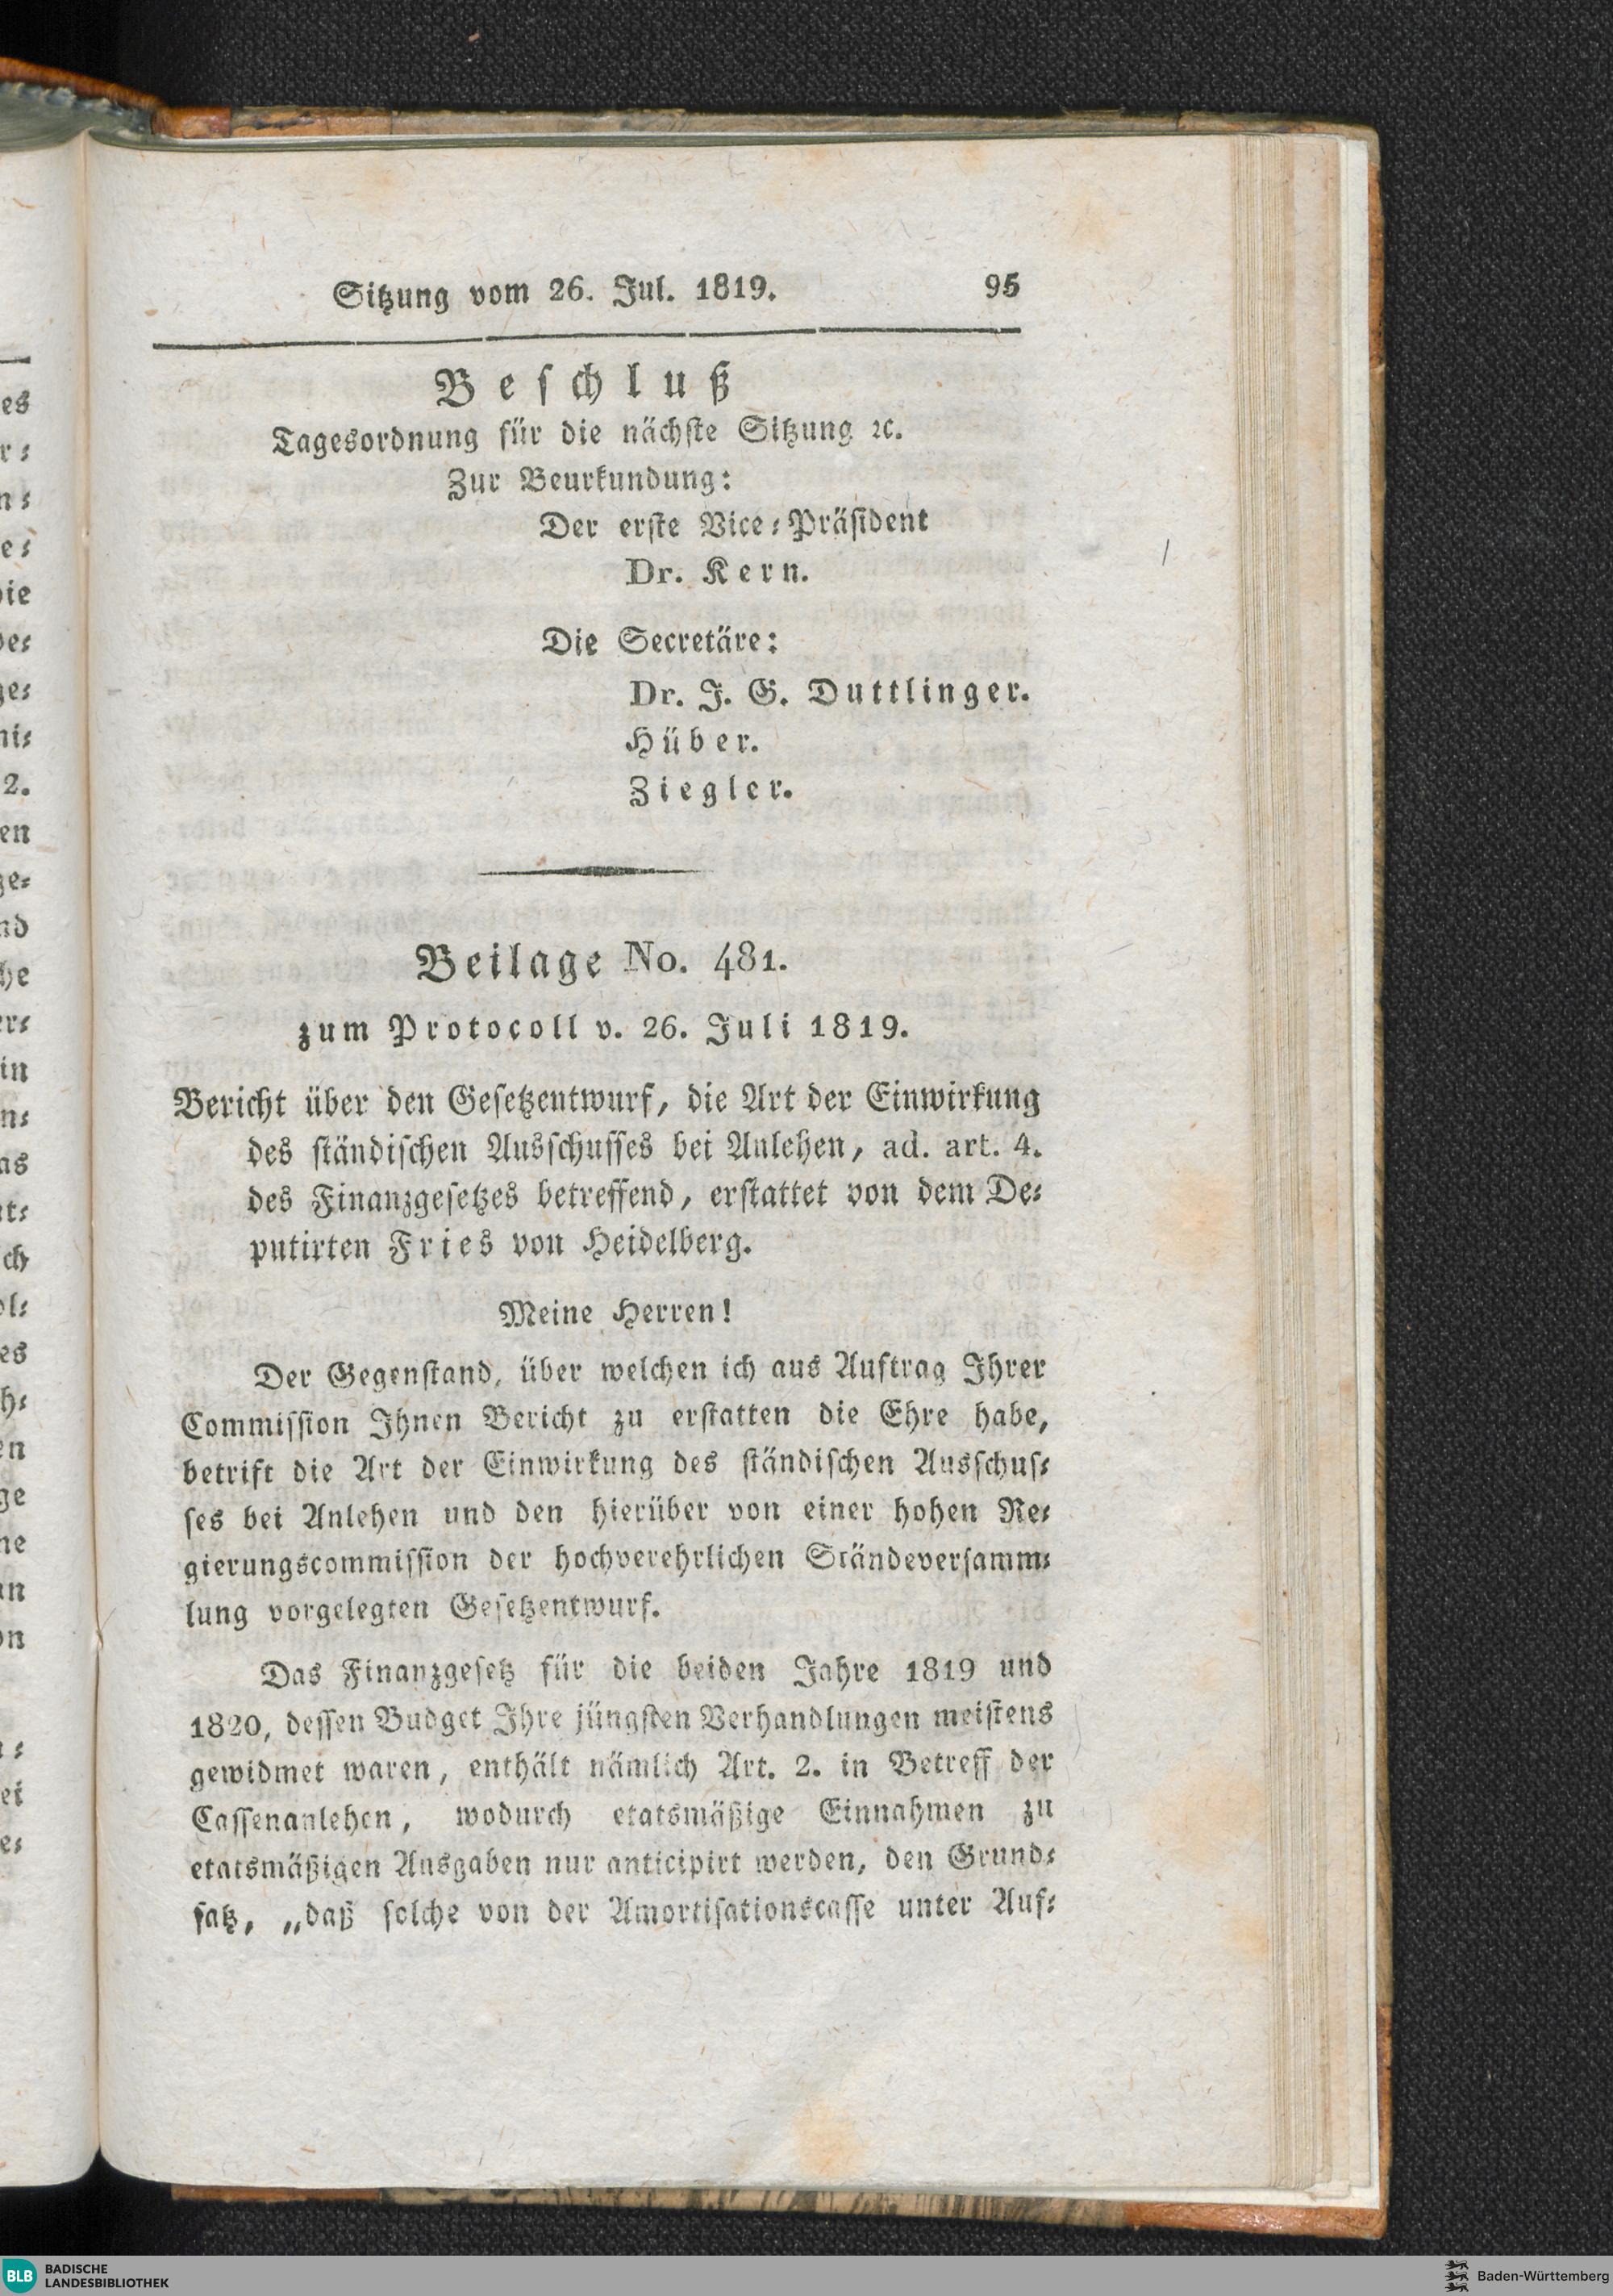 Sitzung vom 26. Jul. 1819. 95
Beschluß
Tagesordnung für die nächste Sitzung ꝛc.
Zur Beurkundung:
Der erste Vice-Präsident
Dr. Kern.
Die Secretäre:
Dr. J. G. Duttlinger.
Hüber.
Ziegler.
Beilage No. 481.
zum Protocoll v. 26. Juli 1819.
Bericht über den Gesetzentwurf, die Art der Einwirkung
des ständischen Ausschusses bei Anlehen, ad. art. 4.
des Finanzgesetzes betreffend, erstattet von dem De-
putirten Fries von Heidelberg.
Meine Herren!
Der Gegenstand, über welchen ich aus Auftrag Ihrer
Commission Ihnen Bericht zu erstatten die Ehre habe,
betrift die Art der Einwirkung des ständischen Ausschus-
ses bei Anlehen und den hierüber von einer hohen Re-
gierungscommission der hochverehrlichen Ständeversamm-
lung vorgelegten Gesetzentwurf.
Das Finanzgesetz für die beiden Jahre 1819 und
1820, dessen Budget Ihre jüngsten Verhandlungen meistens
gewidmet waren, enthält nämlich Art. 2. in Betreff der
Cassenanlehen, wodurch etatsmäßige Einnahmen zu
etatsmäßigen Ausgaben nur anticipirt werden, den Grund-
satz, „daß solche von der Amortisationscasse unter Auf-
BLB BADISCHE
LANDESBIBLIOTHEK
Baden-Württemberg